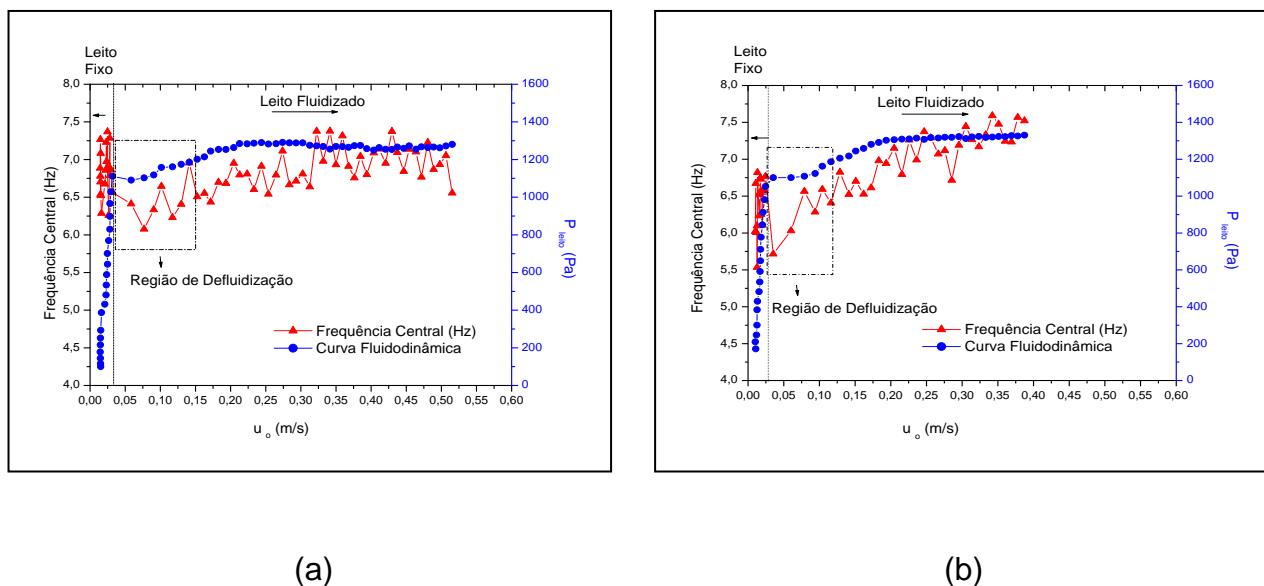 Leito
Fixo
8,0
7,5
7,0
6,5
6,0
5,5
5,0
4,5
4,0
Frequência Central (Hz)
Leito Fluidizado
Região de Defluidização
Frequência Central (Hz)
Curva Fluidodinâmica
1600
1400
1200
1000
800
600
400
200
0
P leito (Pa)
0,00 0,05 0,10 0,15 0,20 0,25 0,30 0,35 0,40 0,45 0,50 0,55 0,60
u o (m/s)
(a)
Leito
Fixo
8,0
7,5
7,0
6,5
6,0
5,5
5,0
4,5
4,0
Frequência Central (Hz)
Leito Fluidizado
Região de Defluidização
Frequência Central (Hz)
Curva Fluidodinâmica
1600
1400
1200
1000
800
600
400
200
0
P leito (Pa)
0,00 0,05 0,10 0,15 0,20 0,25 0,30 0,35 0,40 0,45 0,50 0,55 0,60
u o (m/s)
(b)